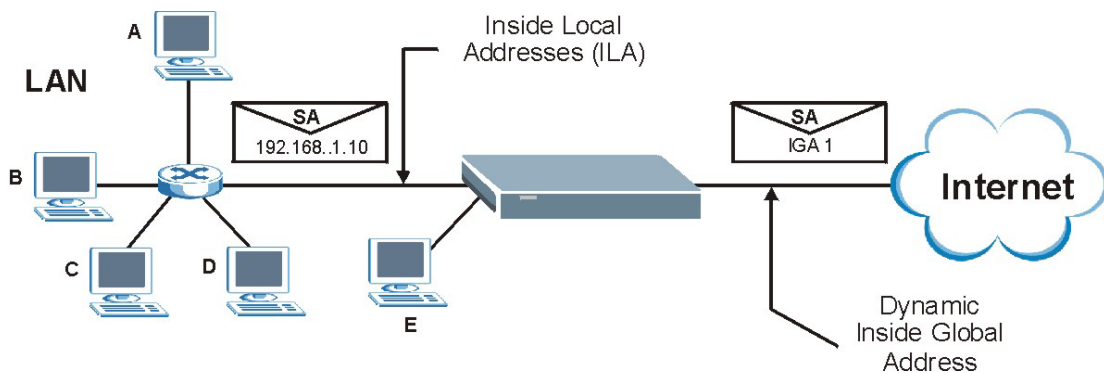 A
Inside Local
Addresses (ILA)
LAN
SA
192.168..1.10
SA
IGA 1
B
Internet
C
D
E
Dynamic
Inside Global
Address